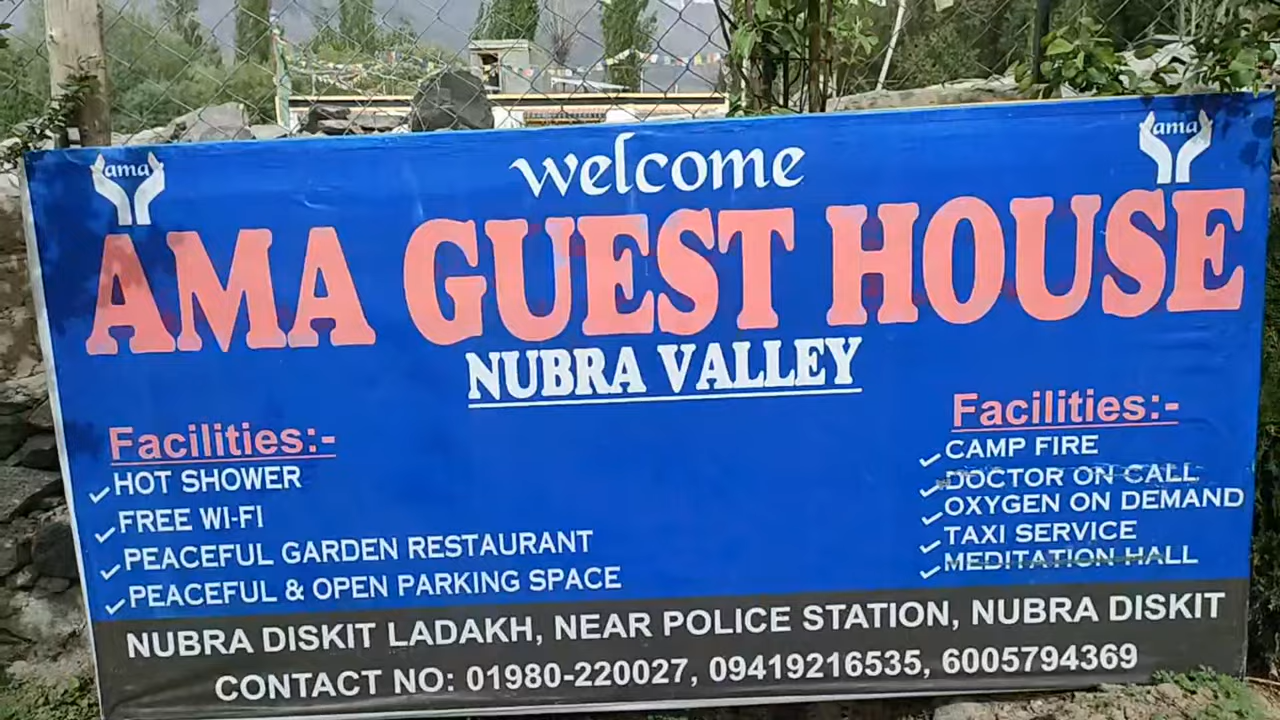 ama
ama
welcome
AMA GUEST HOUSE
NUBRA VALLEY
Facilities:-
HOT SHOWER
FREE WI-FI
PEACEFUL GARDEN RESTAURANT
PEACEFUL & OPEN PARKING SPACE
Facilities:-
CAMP FIRE
DOCTOR ON CALL
OXYGEN ON DEMAND
TAXI SERVICE
MEDITATION HALL
NUBRA DISKIT LADAKH, NEAR POLICE STATION, NUBRA DISKIT
CONTACT NO: 01980-220027, 09419216535, 6005794369